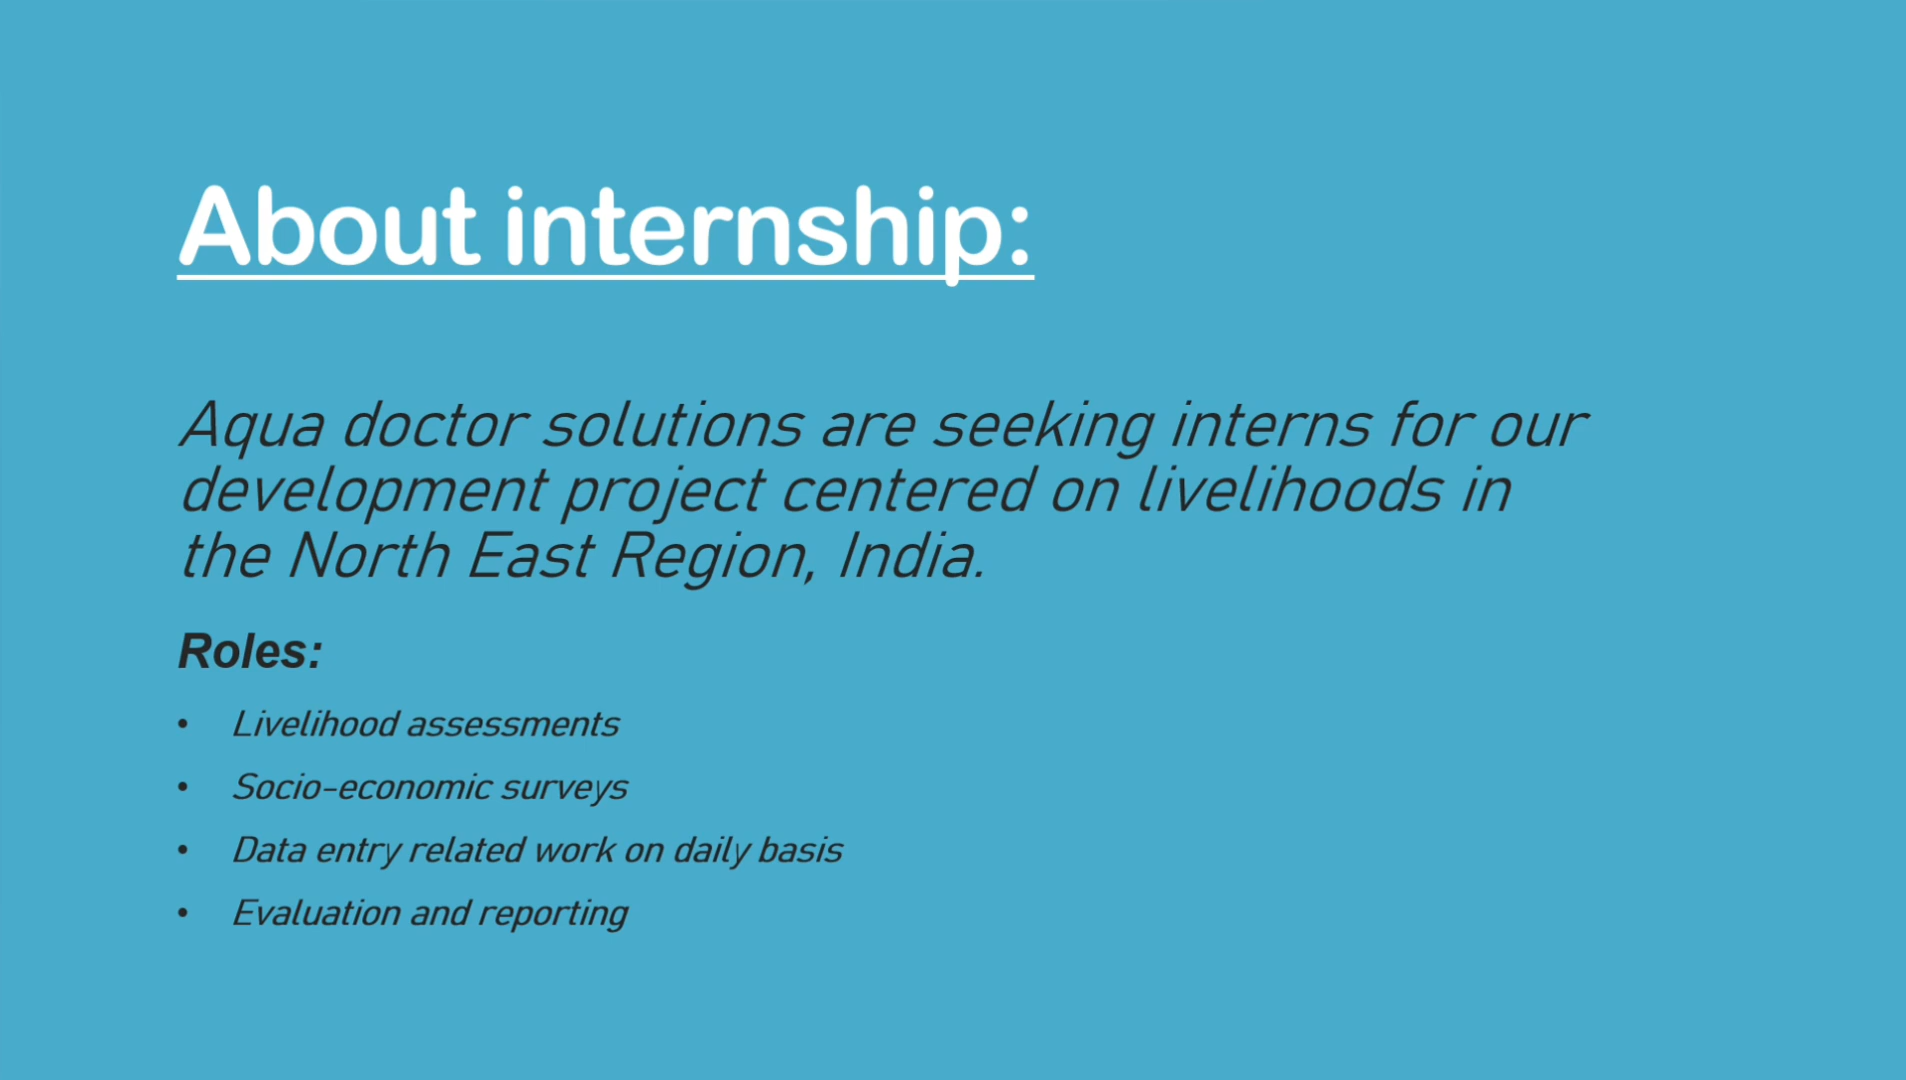 About internship:
Aqua doctor solutions are seeking interns for our
development project centered on livelihoods in
the North East Region, India.
Roles:
• Livelihood assessments
• Socio-economic surveys
• Data entry related work on daily basis
• Evaluation and reporting